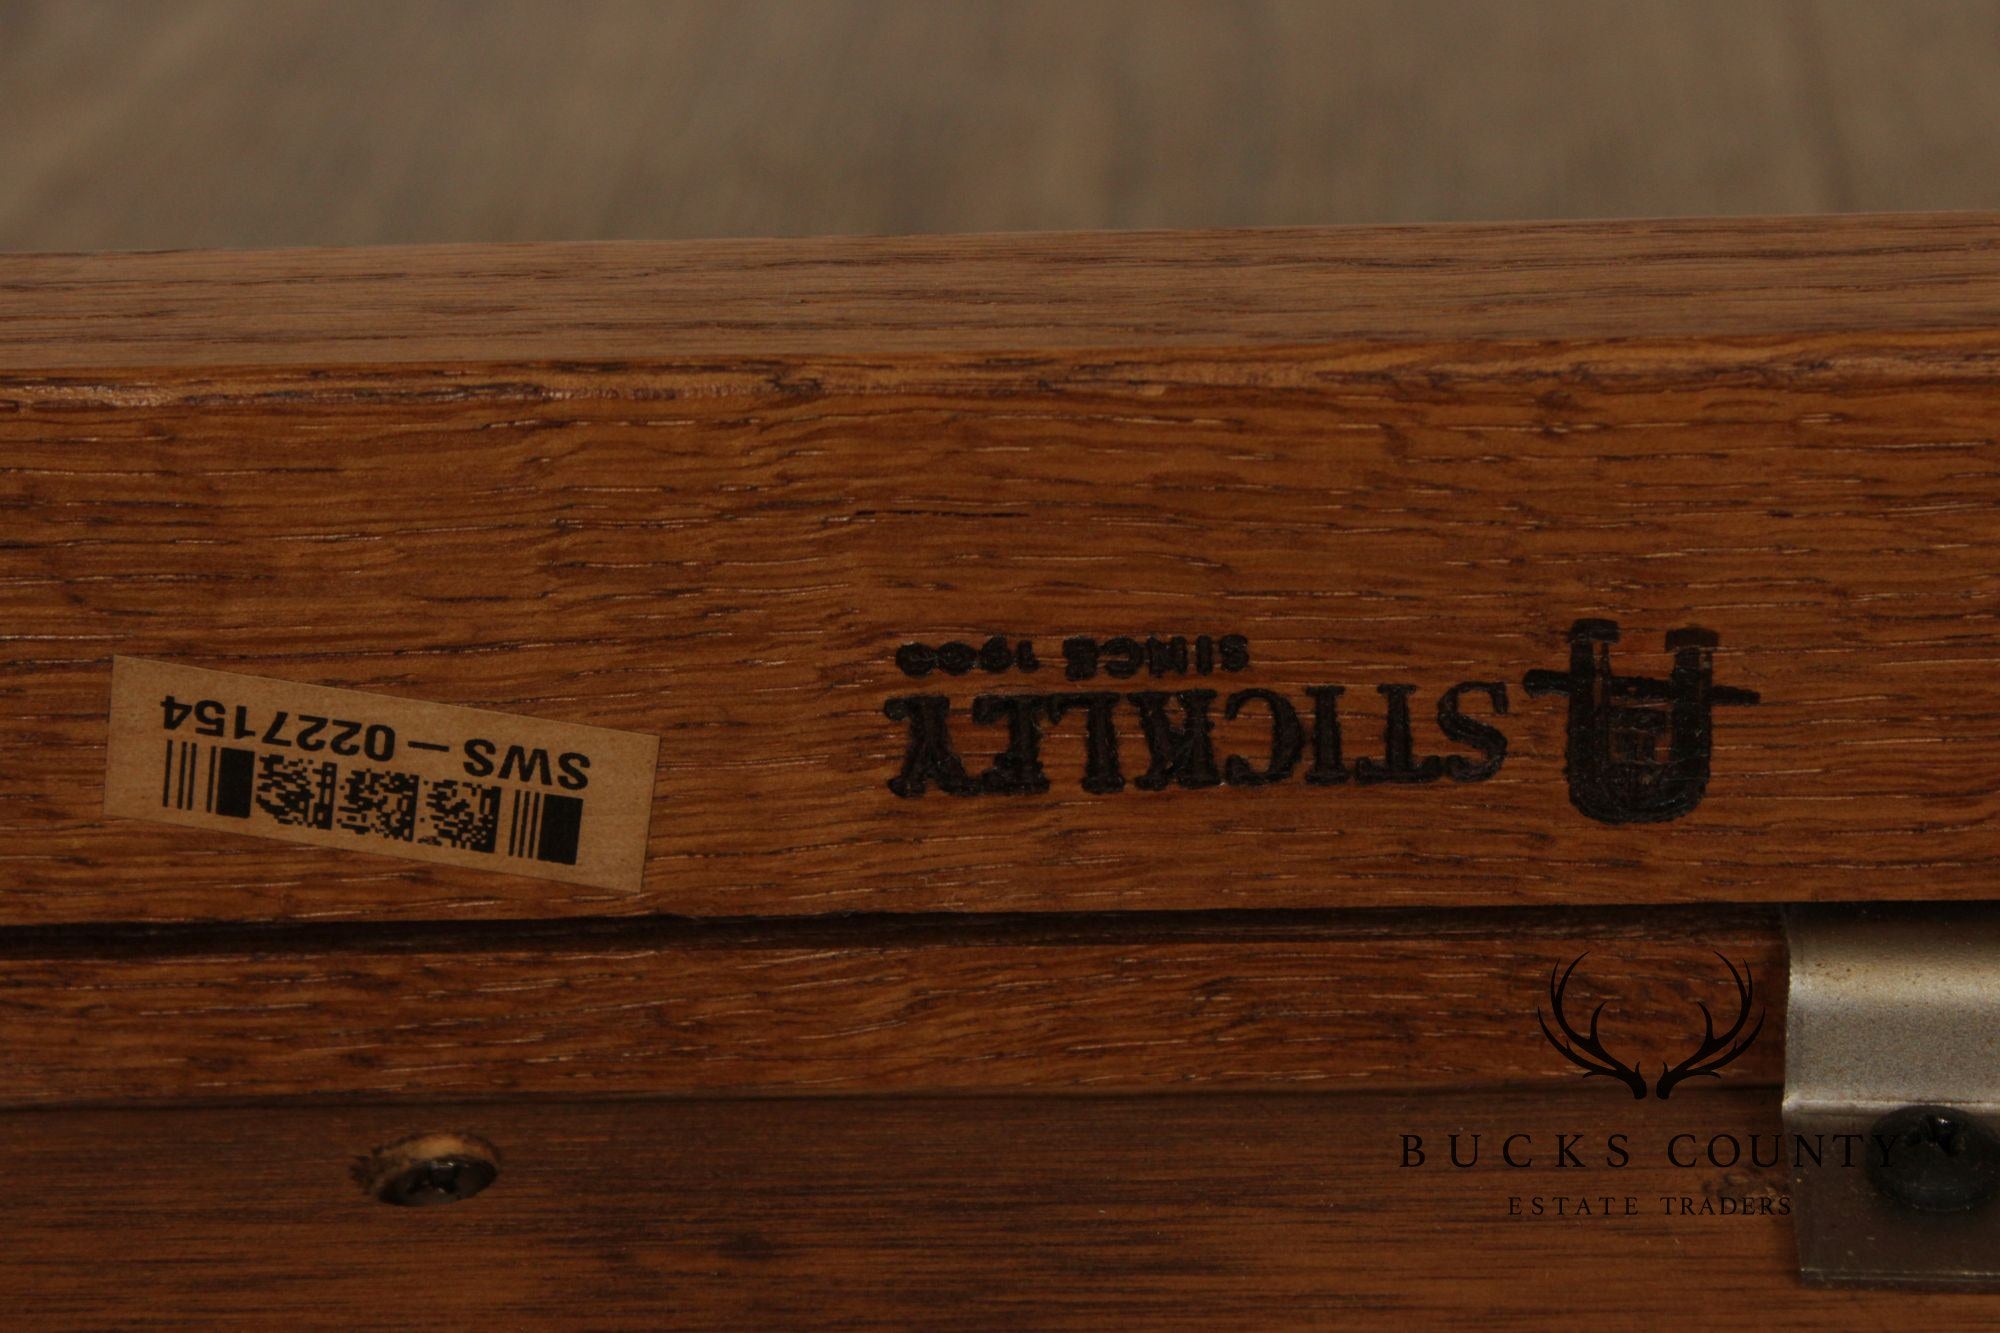 STICKLEY
SINCE 1900
SWS – 0227154
BUCKS COUNTY
ESTATE TRADERS